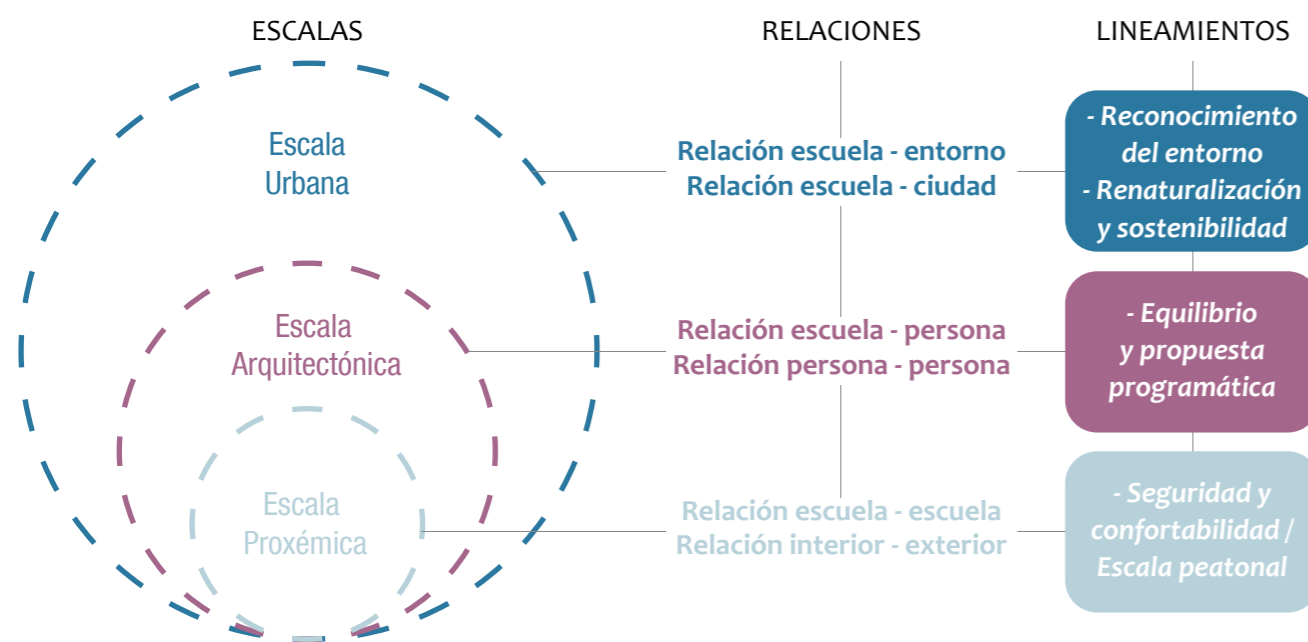 ESCALAS
RELACIONES
LINEAMIENTOS
Escala
Urbana
Relación escuela - entorno
Relación escuela - ciudad
- Reconocimiento
del entorno
- Renaturalización
y sostenibilidad
Escala
Arquitectónica
Relación escuela - persona
Relación persona - persona
- Equilibrio
y propuesta
programática
Escala
Proxémica
Relación escuela - escuela
Relación interior - exterior
- Seguridad y
confortabilidad /
Escala peatonal